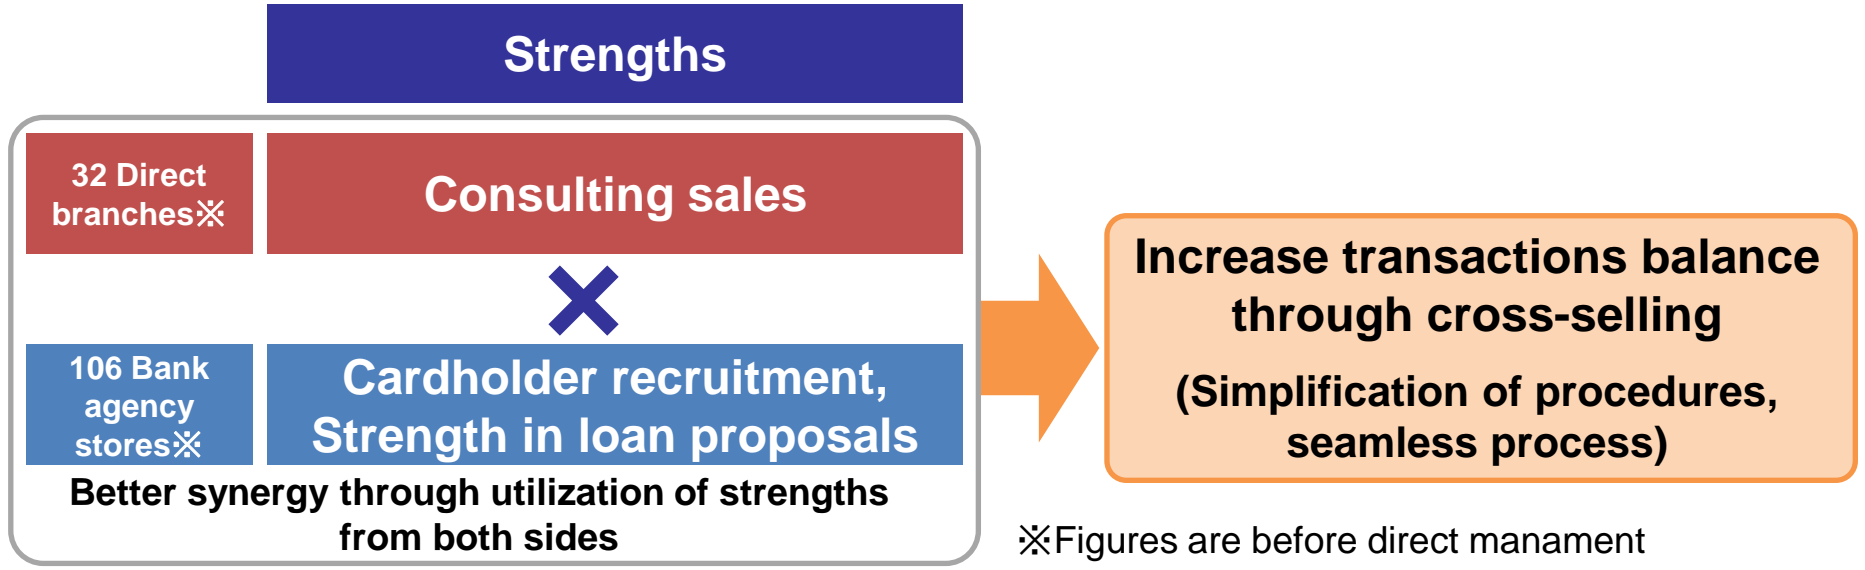 Strengths
32 Direct
branches※
Consulting sales
106 Bank
agency
stores※
Cardholder recruitment,
Strength in loan proposals
Better synergy through utilization of strengths
from both sides
Increase transactions balance
through cross-selling
(Simplification of procedures,
seamless process)
※Figures are before direct manament